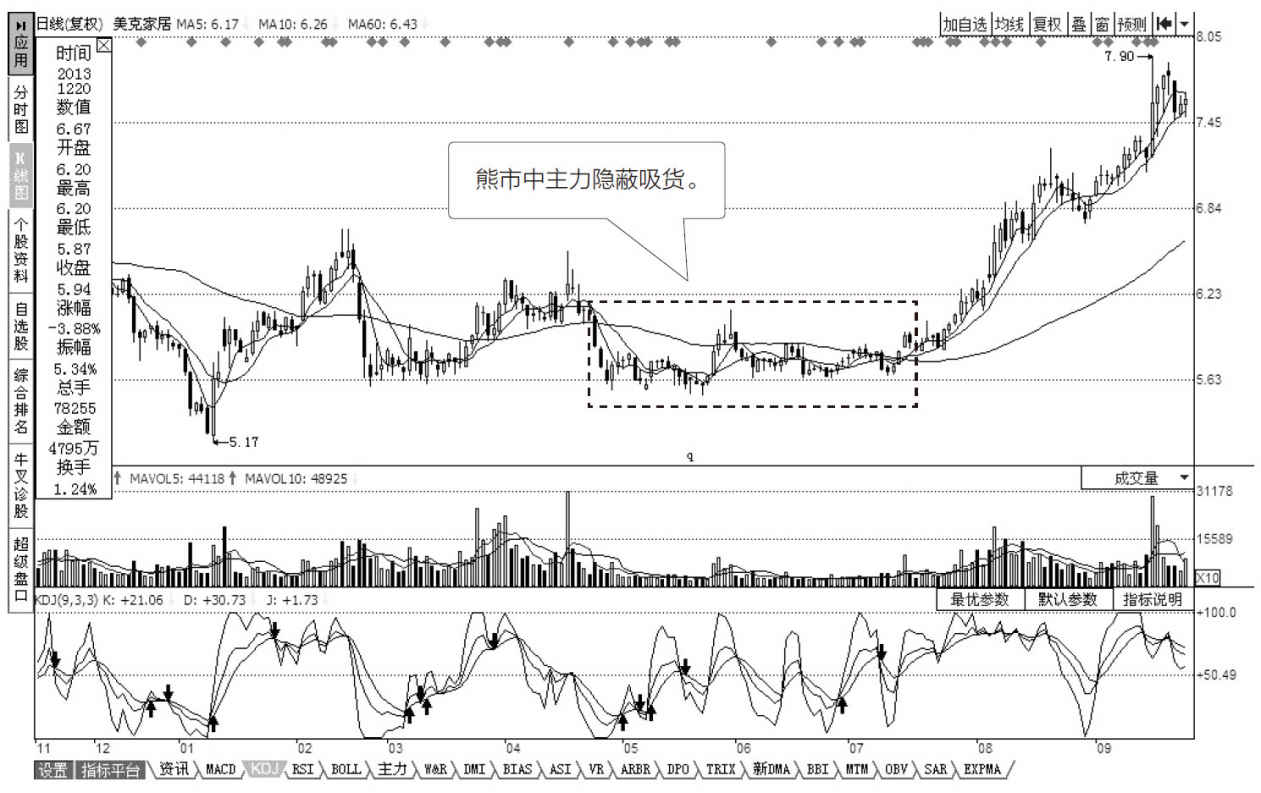 日线(复权) 美克家居 MA5: 6.17 MA10: 6.26 MA60: 6.43
加自选 均线 复权 叠 窗 预测
应用
分时图
K线图
个股资料
自选股
综合排名
牛叉诊股
超级盘口
时间
2013
1220
数值
6.67
开盘
6.20
最高
6.20
最低
5.87
收盘
5.94
涨幅
-3.88%
振幅
5.34%
总手
78255
金额
4795万
换手
1.24%
8.05
7.90
7.45
熊市中主力隐蔽吸货。
6.84
6.23
5.63
5.17
q
MAVOL5: 44118 MAVOL10: 48925
成交量
31178
15589
X10
KDJ(9,3,3) K: +21.06 D: +30.73 J: +1.73
最优参数 默认参数 指标说明
+100.0
+50.49
11 12 01 02 03 04 05 06 07 08 09
设置 指标平台 资讯 MACD KDJ RSI BOLL 主力 W&R DMI BIAS ASI VR ARBR DPO TRIX 新DMA BBI MTM OBV SAR EXPMA